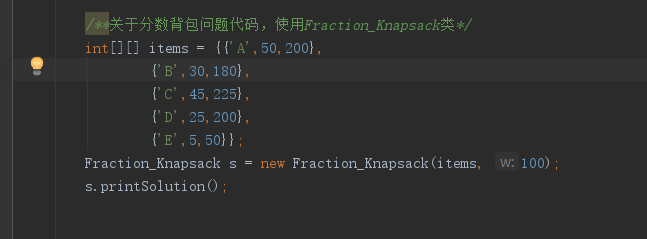 /**关于分数背包问题代码，使用Fraction_Knapsack类*/
int[][] items = {{'A',50,200},
{'B',30,180},
{'C',45,225},
{'D',25,200},
{'E',5,50}};
Fraction_Knapsack s = new Fraction_Knapsack(items, w: 100);
s.printSolution();